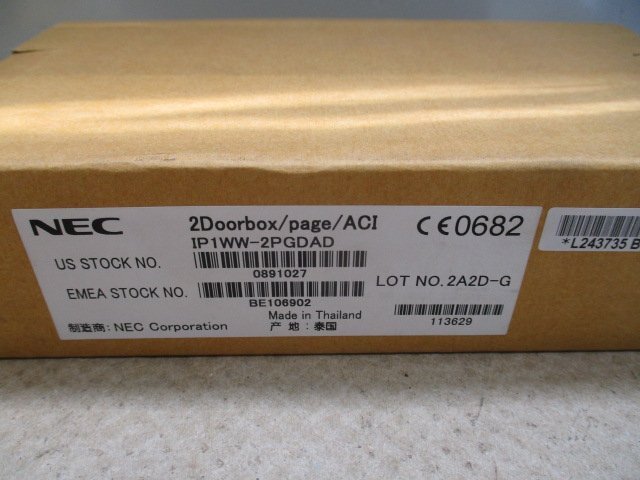 NEC
2Doorbox/page/ACI
IP1WW-2PGDAD
CE0682
US STOCK NO.
0891027
EMEA STOCK NO.
BE106902
LOT NO. 2A2D-G
113629
Made in Thailand
制造商: NEC Corporation
产 地: 泰国
*L243735 B